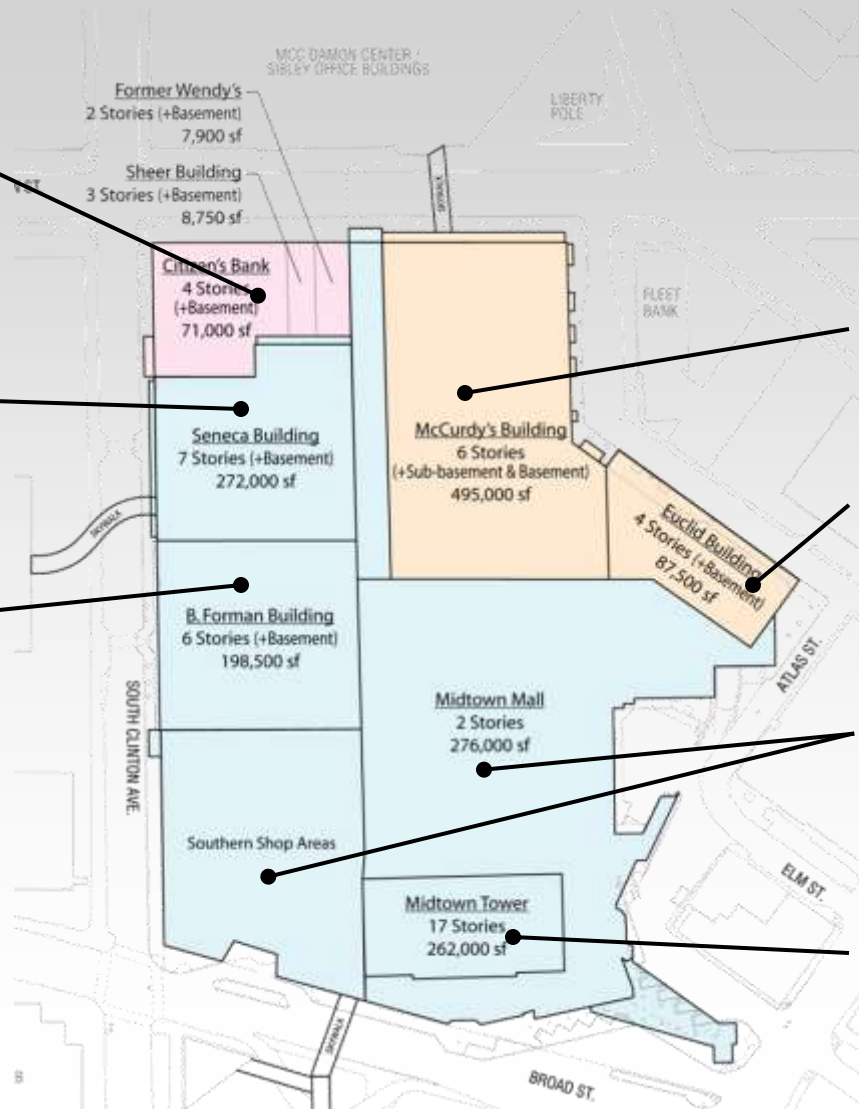 MCC DAMON CENTER /
SIBLEY OFFICE BUILDINGS
Former Wendy's
2 Stories (+Basement)
7,900 sf
LIBERTY
POLE
Sheer Building
3 Stories (+Basement)
8,750 sf
SKYWALK
ST.
Citizen's Bank
4 Stories
(+Basement)
71,000 sf
FLEET
BANK
McCurdy's Building
6 Stories
(+Sub-basement & Basement)
495,000 sf
Seneca Building
7 Stories (+Basement)
272,000 sf
SKYWALK
Euclid Building
4 Stories (+Basement)
87,500 sf
B. Forman Building
6 Stories (+Basement)
198,500 sf
ATLAS ST.
SOUTH CLINTON AVE.
Midtown Mall
2 Stories
276,000 sf
Southern Shop Areas
ELM ST.
Midtown Tower
17 Stories
262,000 sf
SKYWALK
BROAD ST.